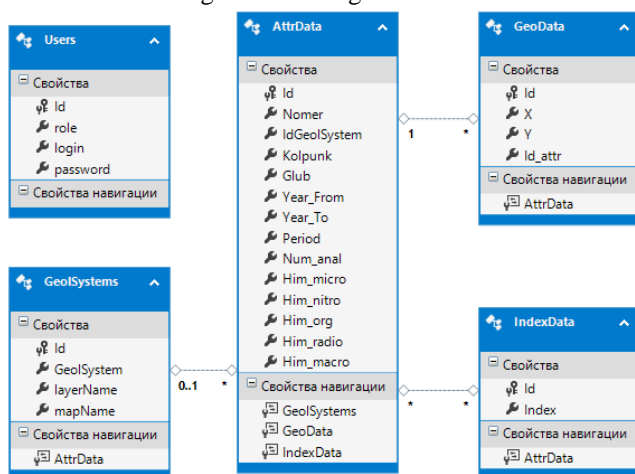 Users
Свойства
Id
role
login
password
Свойства навигации
AttrData
Свойства
Id
Nomer
IdGeolSystem
Kolpunk
Glub
Year_From
Year_To
Period
Num_anal
Him_micro
Him_nitro
Him_org
Him_radio
Him_macro
Свойства навигации
GeolSystems
GeoData
IndexData
GeoData
Свойства
Id
X
Y
Id_attr
Свойства навигации
AttrData
1 *
GeolSystems
Свойства
Id
GeolSystem
layerName
mapName
Свойства навигации
AttrData
0..1 *
IndexData
Свойства
Id
Index
Свойства навигации
AttrData
* *